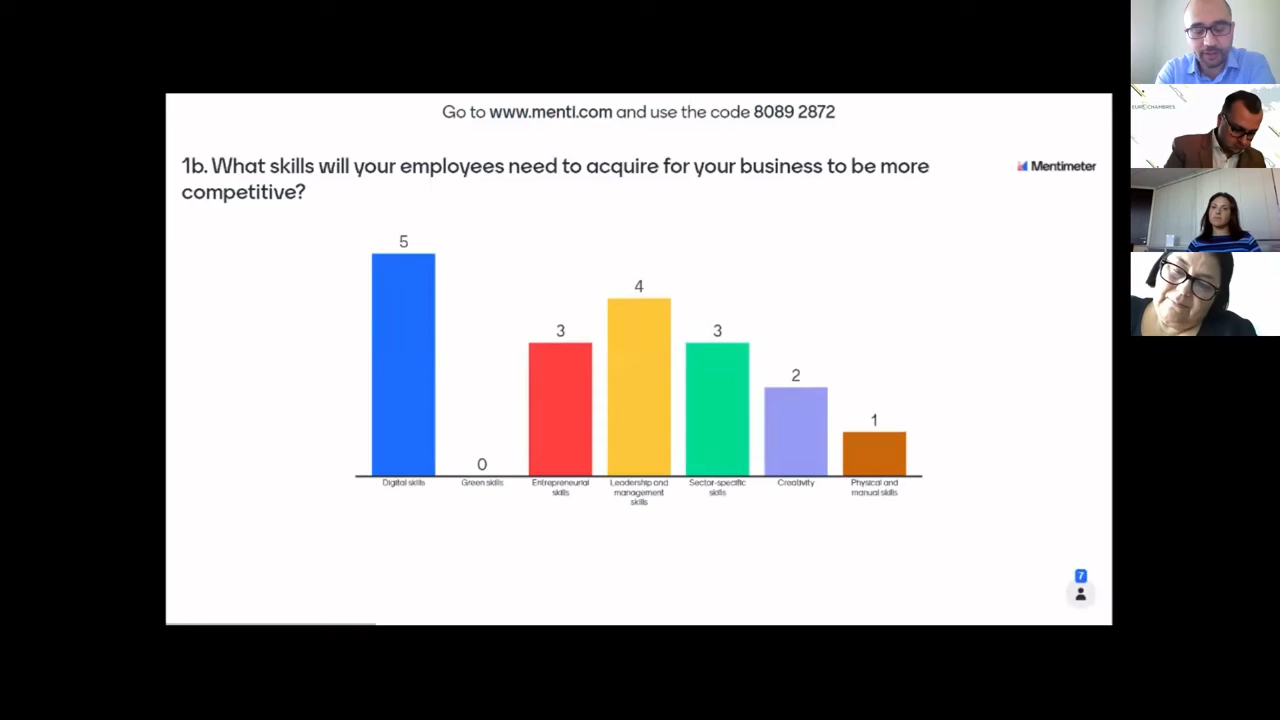 Go to www.menti.com and use the code 8089 2872
1b. What skills will your employees need to acquire for your business to be more
competitive?
Mentimeter
5
0
3
4
3
2
1
Digital skills
Green skills
Entrepreneurial
skills
Leadership and
management
skills
Sector-specific
skills
Creativity
Physical and
manual skills
7
EUROCHAMBRES